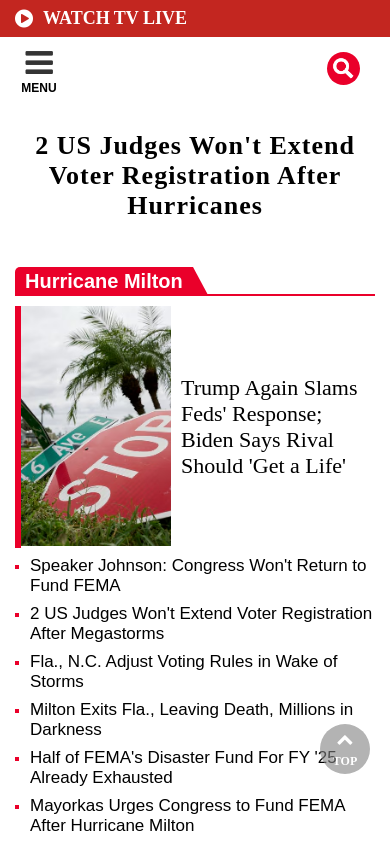 WATCH TV LIVE
MENU
2 US Judges Won't Extend
Voter Registration After
Hurricanes
Hurricane Milton
6 Ave
STOP
Trump Again Slams
Feds' Response;
Biden Says Rival
Should 'Get a Life'
Speaker Johnson: Congress Won't Return to
Fund FEMA
2 US Judges Won't Extend Voter Registration
After Megastorms
Fla., N.C. Adjust Voting Rules in Wake of
Storms
Milton Exits Fla., Leaving Death, Millions in
Darkness
Half of FEMA's Disaster Fund For FY '25
Already Exhausted
TOP
Mayorkas Urges Congress to Fund FEMA
After Hurricane Milton